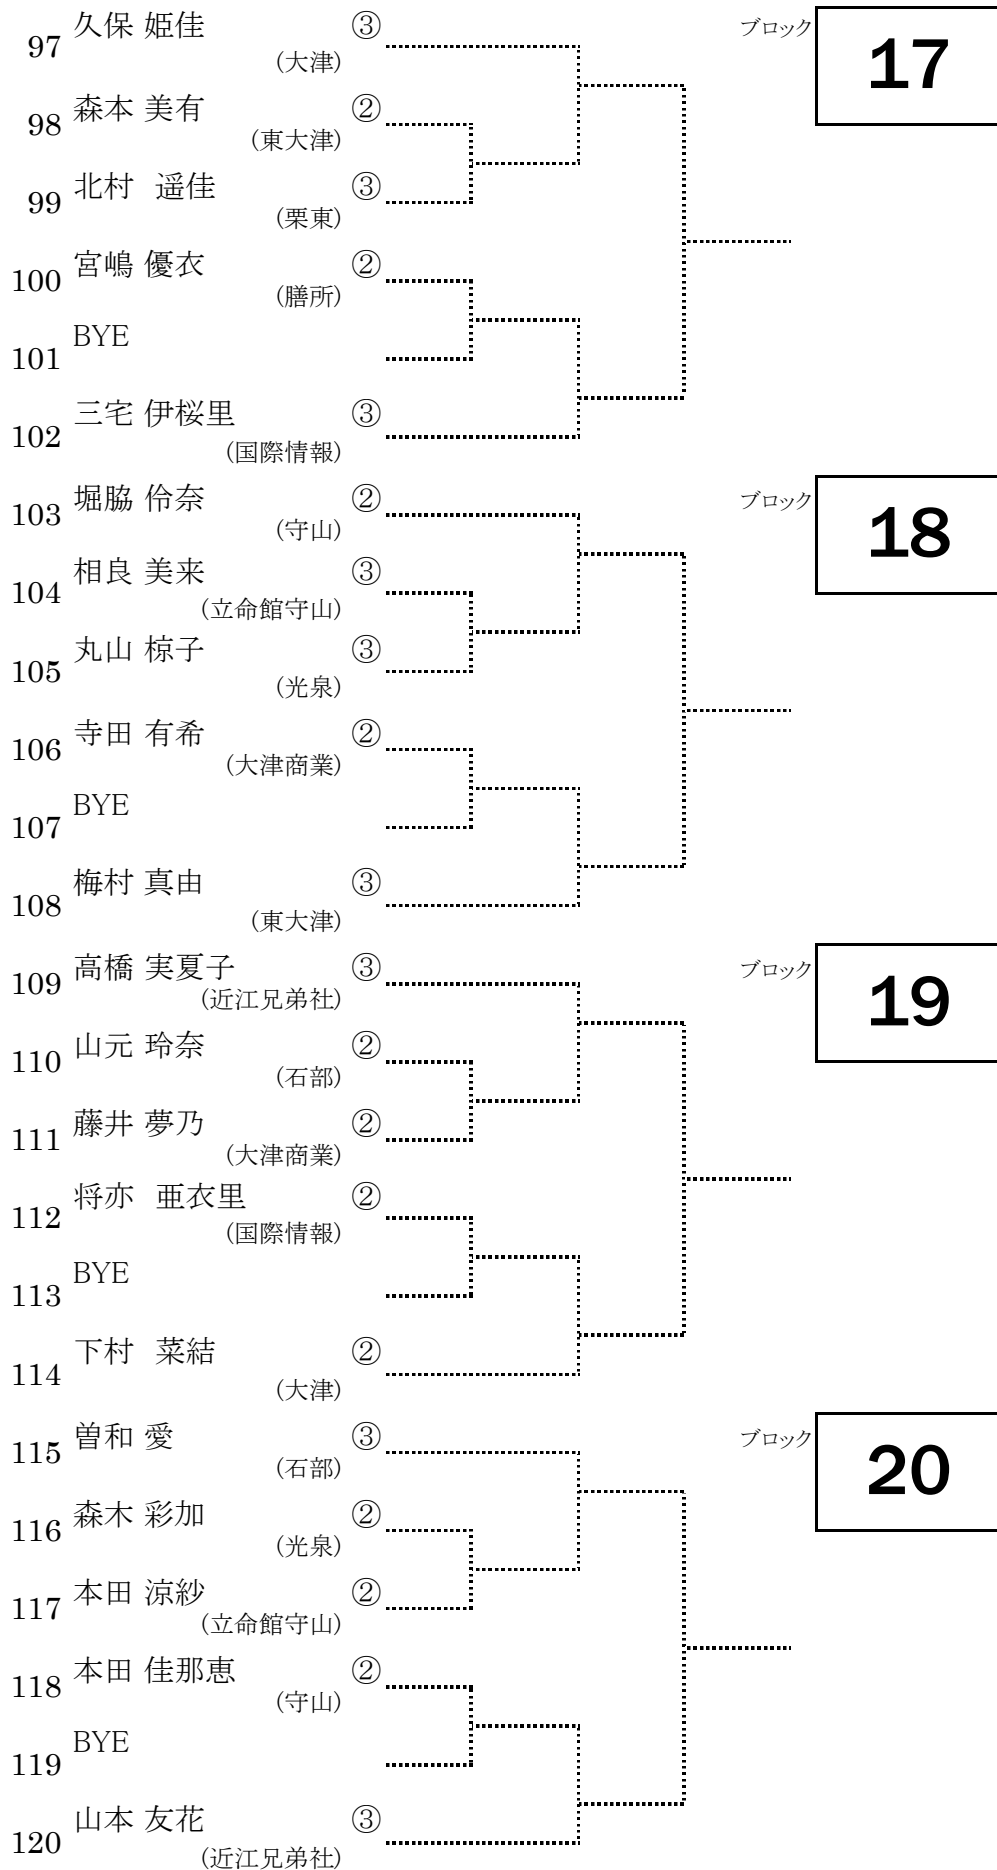 97 久保 姫佳 ③
(大津)
ブロック 17
98 森本 美有 ②
(東大津)
99 北村 遥佳 ③
(栗東)
100 宮嶋 優衣 ②
(膳所)
101 BYE
102 三宅 伊桜里 ③
(国際情報)
103 堀脇 伶奈 ②
(守山)
ブロック 18
104 相良 美来 ③
(立命館守山)
105 丸山 椋子 ③
(光泉)
106 寺田 有希 ②
(大津商業)
107 BYE
108 梅村 真由 ③
(東大津)
109 高橋 実夏子 ③
(近江兄弟社)
ブロック 19
110 山元 玲奈 ②
(石部)
111 藤井 夢乃 ②
(大津商業)
112 将亦 亜衣里 ②
(国際情報)
113 BYE
114 下村 菜結 ②
(大津)
115 曽和 愛 ③
(石部)
ブロック 20
116 森木 彩加 ②
(光泉)
117 本田 涼紗 ②
(立命館守山)
118 本田 佳那恵 ②
(守山)
119 BYE
120 山本 友花 ③
(近江兄弟社)